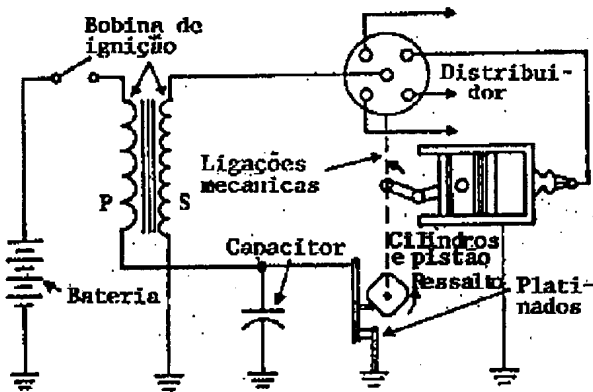 Bobina de
ignição
Distribui-
dor
Ligações
mecanicas
P
S
Capacitor
Cilindros
e pistão
Ressalto
Bateria
Plati-
nados